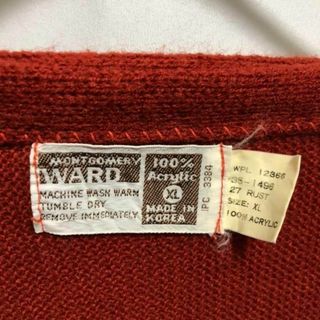 MONTGOMERY
WARD
MACHINE WASH WARM
TUMBLE DRY
REMOVE IMMEDIATELY
100%
Acrylic
XL
MADE IN
KOREA
IPC 3384
WPL 12866
35-1496
27 RUST
SIZE: XL
100% ACRYLIC